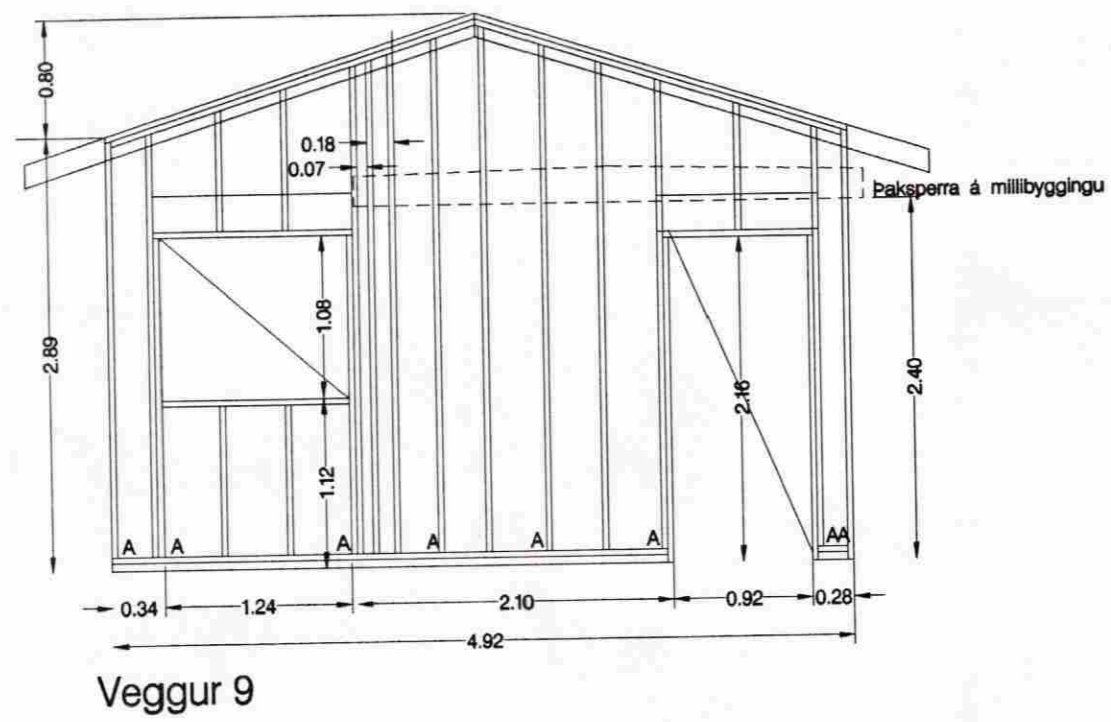 0.80
0.18
0.07
Þaksperra á millibyggingu
1.08
2.89
2.16
2.40
1.12
A A A A A A AA
0.34 1.24 2.10 0.92 0.28
4.92
Veggur 9